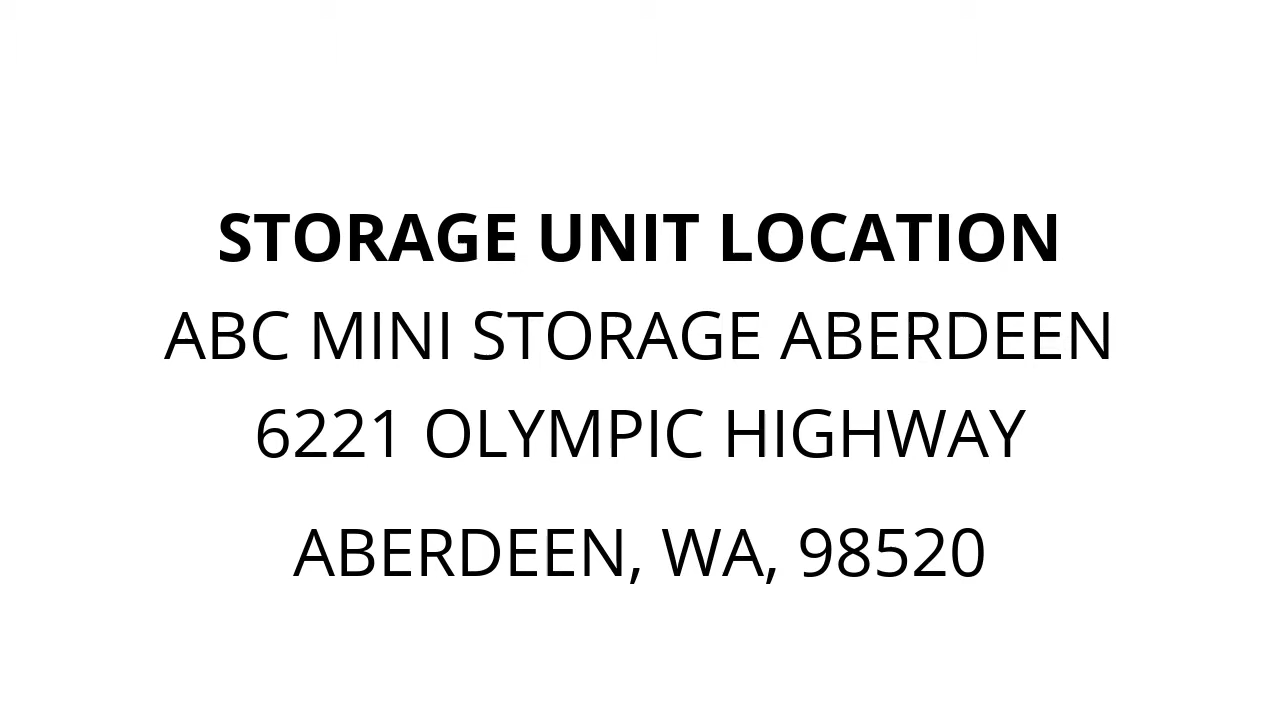 STORAGE UNIT LOCATION
ABC MINI STORAGE ABERDEEN
6221 OLYMPIC HIGHWAY
ABERDEEN, WA, 98520